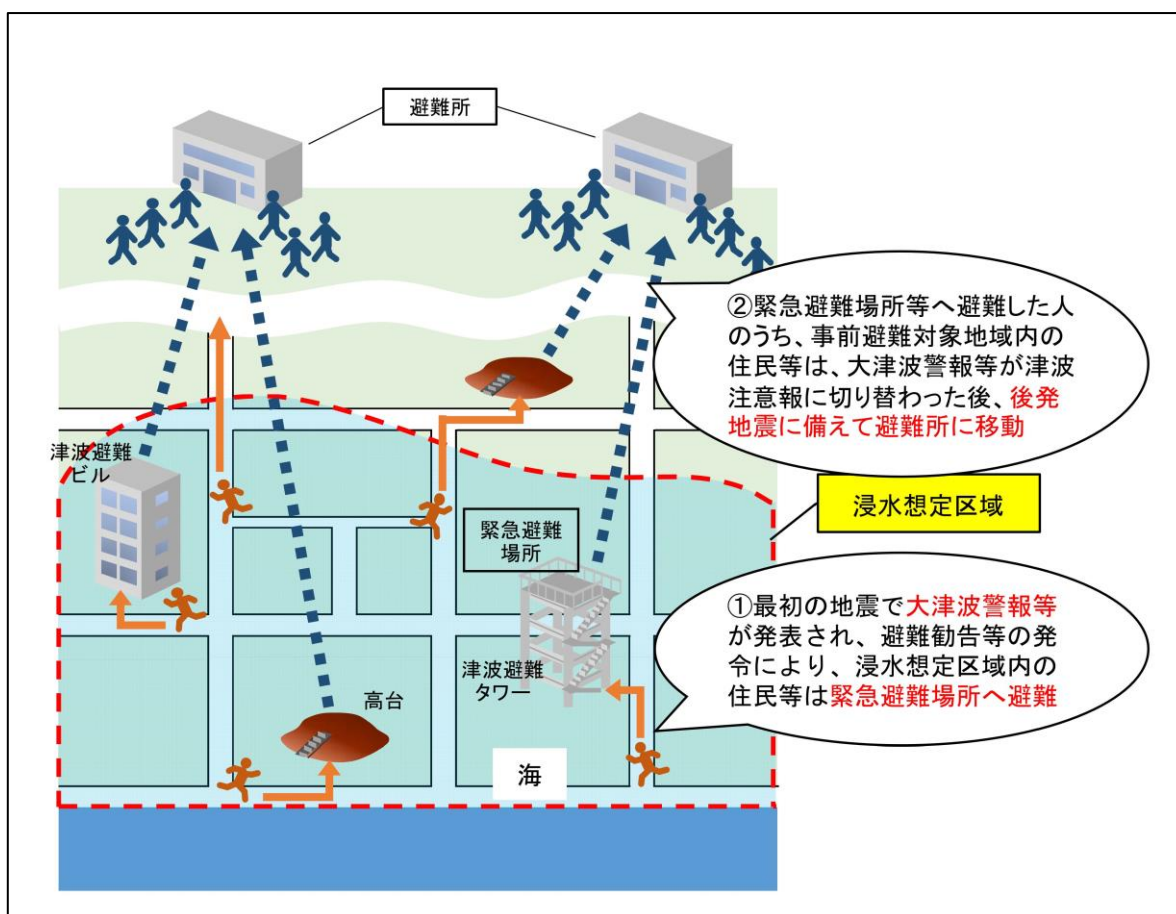 避難所
②緊急避難場所等へ避難した人
のうち、事前避難対象地域内の
住民等は、大津波警報等が津波
注意報に切り替わった後、後発
地震に備えて避難所に移動
津波避難
ビル
浸水想定区域
緊急避難
場所
①最初の地震で大津波警報等
が発表され、避難勧告等の発
令により、浸水想定区域内の
住民等は緊急避難場所へ避難
津波避難
タワー
高台
海